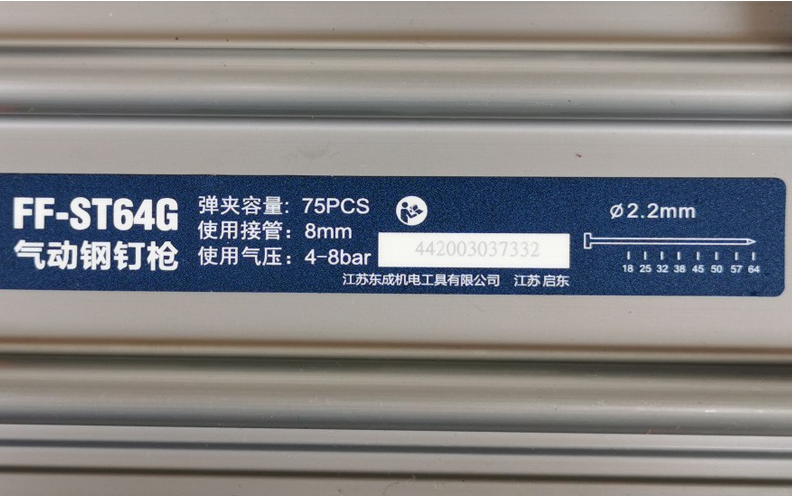 FF-ST64G
气动钢钉枪
弹夹容量: 75PCS
使用接管: 8mm
使用气压: 4-8bar
442003037332
江苏东成机电工具有限公司 江苏 启东
ø2.2mm
18 25 32 38 45 50 57 64